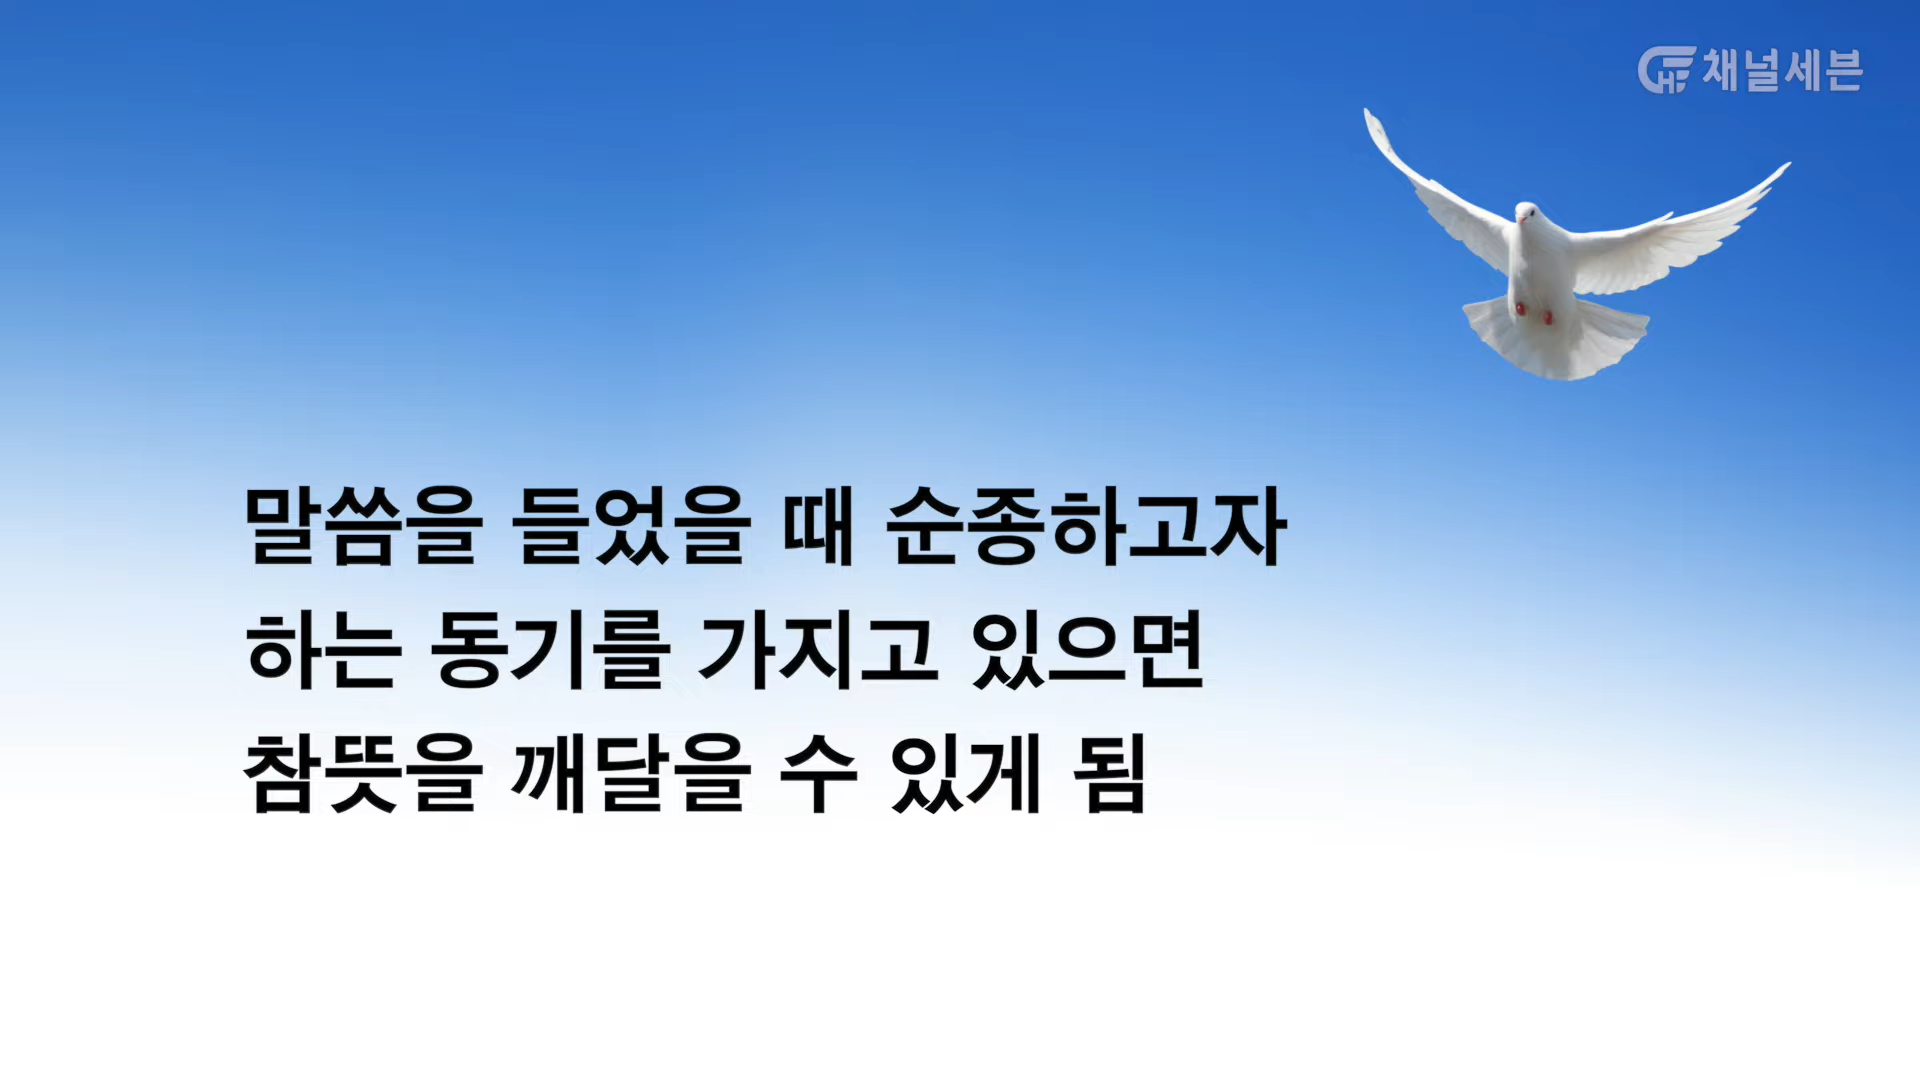 채널세븐
말씀을 들었을 때 순종하고자
하는 동기를 가지고 있으면
참뜻을 깨달을 수 있게 됨